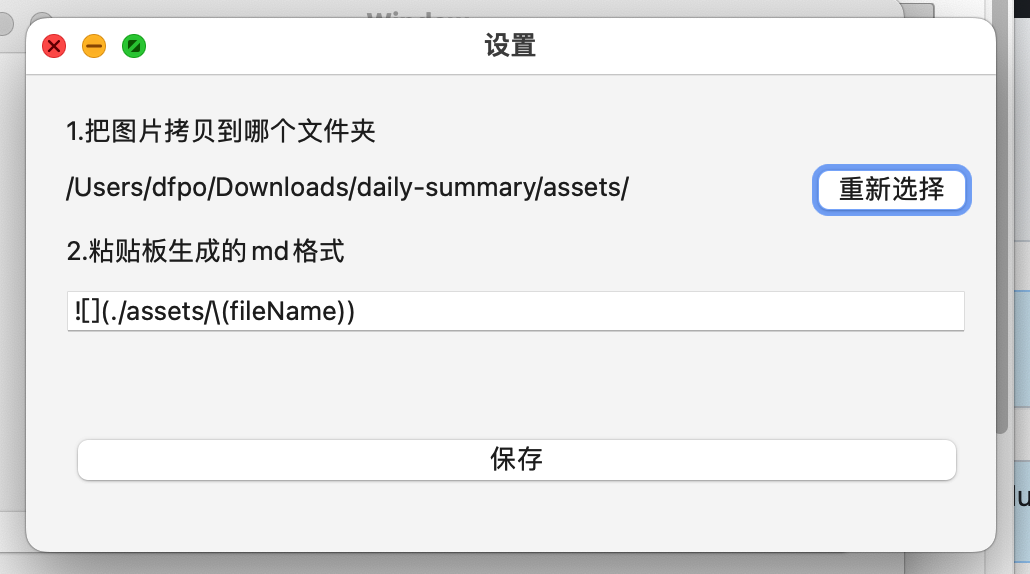 设置
1.把图片拷贝到哪个文件夹
/Users/dfpo/Downloads/daily-summary/assets/
重新选择
2.粘贴板生成的md格式
![](./assets/\(fileName))
保存